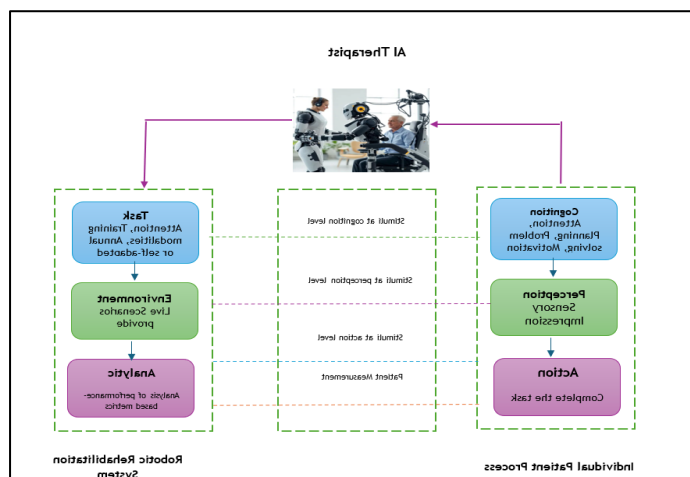 AI Therapist
Cognition
Attention,
Planning, Problem
solving, Motivation
Perception
Sensory
Impression
Action
Complete the task
Individual Patient Process
Stimuli at cognition level
Stimuli at perception level
Stimuli at action level
Patient Measurement
Task
Attention, Training,
modalities, Annual
or self-adapted
Environment
Live Scenarios
provide
Analytic
Analysis of performance-
based metrics
Robotic Rehabilitation
System